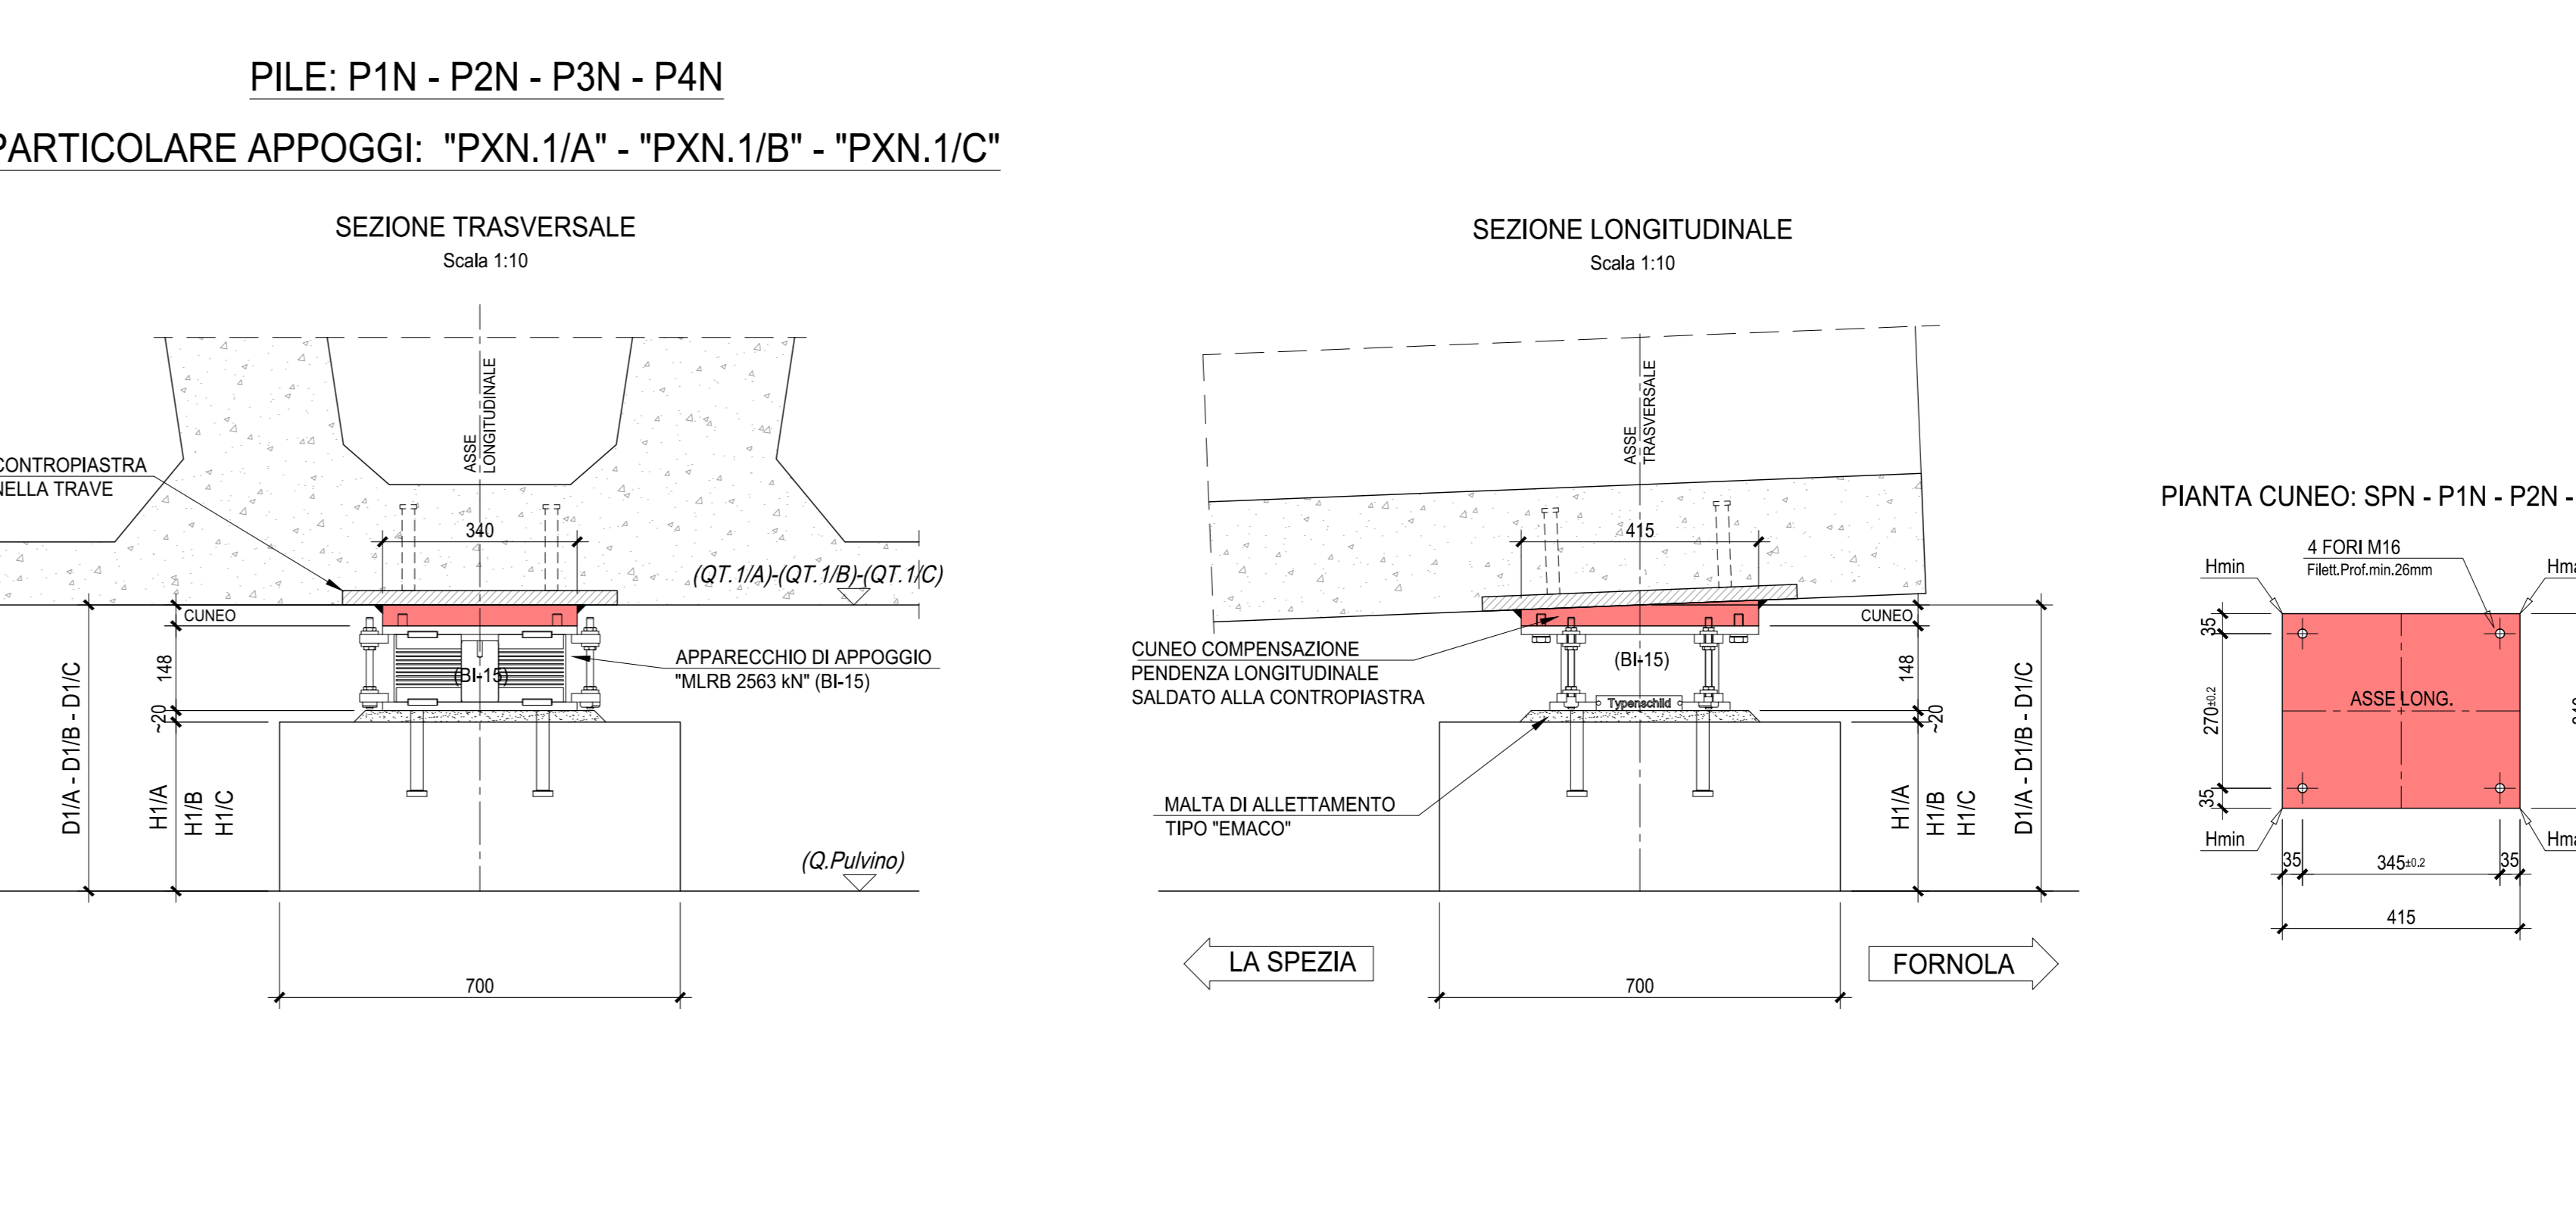 PILE: P1N - P2N - P3N - P4N
PARTICOLARE APPOGGI: "PXN.1/A" - "PXN.1/B" - "PXN.1/C"
SEZIONE TRASVERSALE
Scala 1:10
ASSE
LONGITUDINALE
CONTROPIASTRA
NELLA TRAVE
340
(QT.1/A)-(QT.1/B)-(QT.1/C)
CUNEO
148
~20
(BI-15)
APPARECCHIO DI APPOGGIO
"MLRB 2563 kN" (BI-15)
D1/A - D1/B - D1/C
H1/A
H1/B
H1/C
(Q.Pulvino)
700
SEZIONE LONGITUDINALE
Scala 1:10
ASSE
TRASVERSALE
415
CUNEO
CUNEO COMPENSAZIONE
PENDENZA LONGITUDINALE
SALDATO ALLA CONTROPIASTRA
(BI-15)
148
Typenschild
~20
MALTA DI ALLETTAMENTO
TIPO "EMACO"
H1/A
H1/B
H1/C
D1/A - D1/B - D1/C
LA SPEZIA
FORNOLA
700
PIANTA CUNEO: SPN - P1N - P2N -
4 FORI M16
Filett.Prof.min.26mm
Hmin
35
270±0.2
35
ASSE LONG.
Hmin
35
345±0.2
35
415